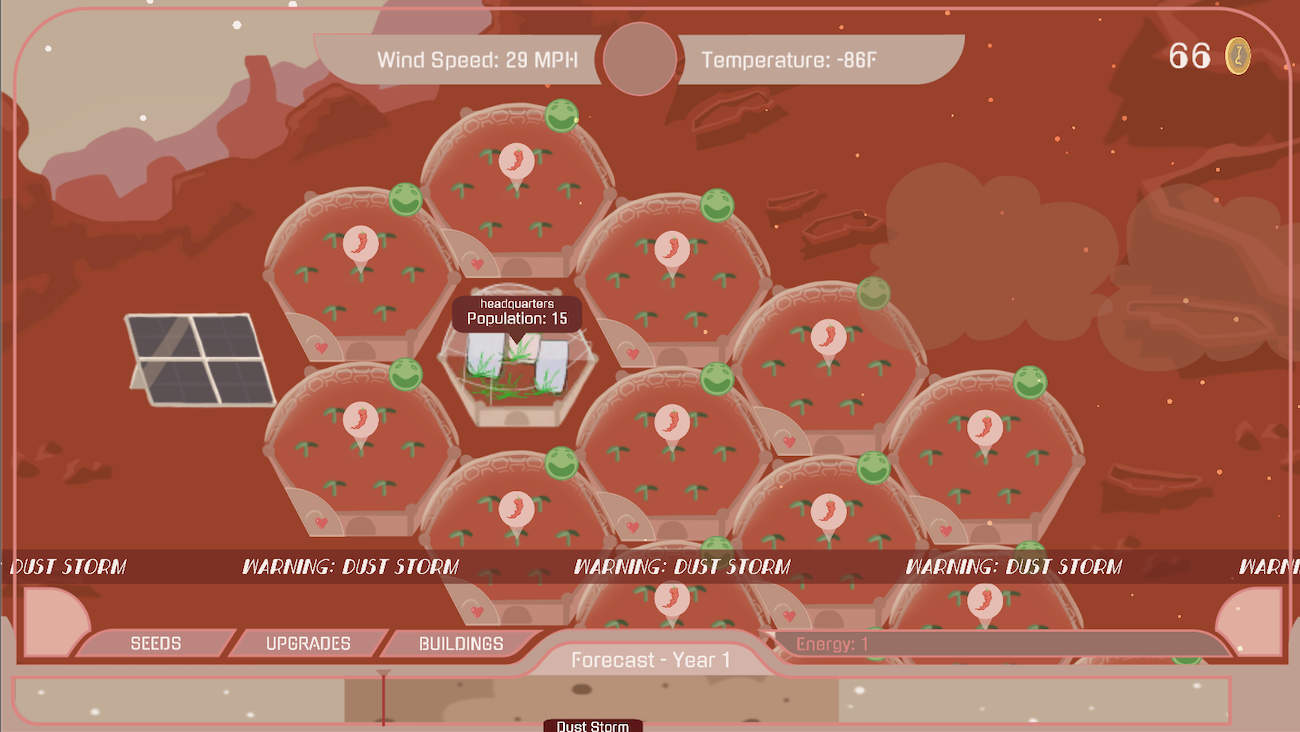 Wind Speed: 29 MPH
Temperature: -86F
66
headquarters
Population: 15
DUST STORM
WARNING: DUST STORM
WARNING: DUST STORM
WARNING: DUST STORM
SEEDS
UPGRADES
BUILDINGS
Energy: 1
Forecast - Year 1
Dust Storm